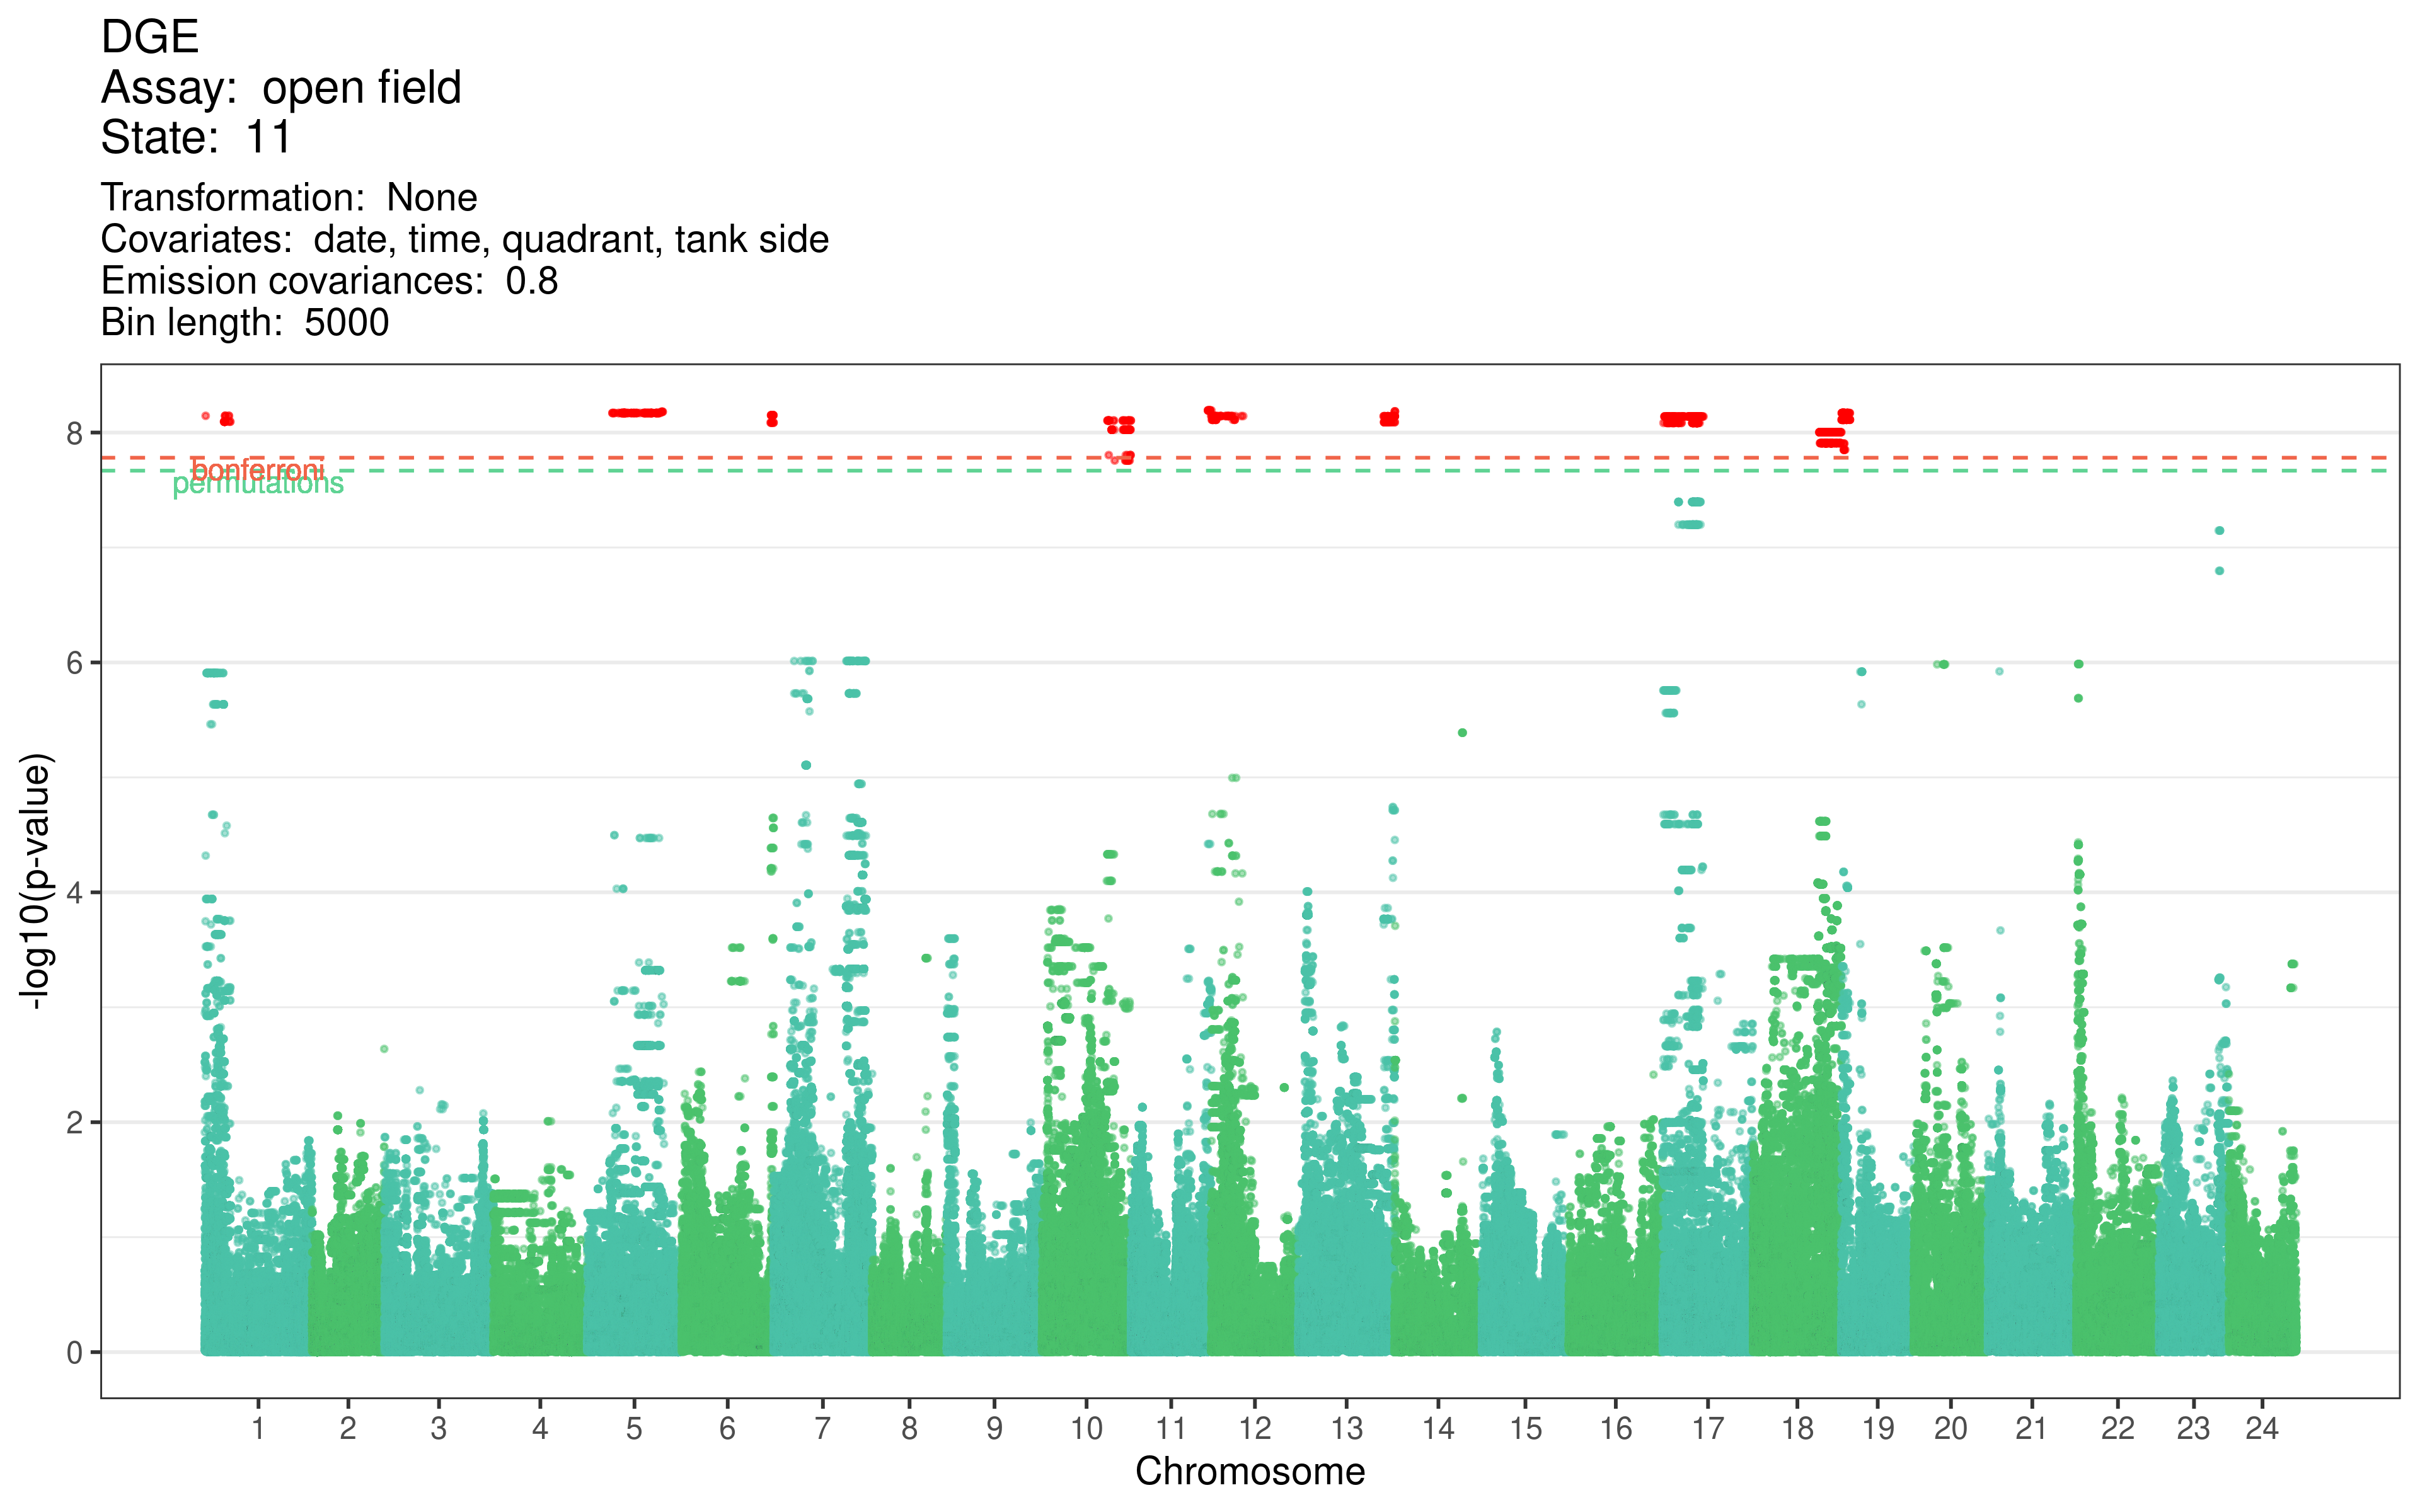 DGE
Assay:  open field
State:  11
Transformation:  None
Covariates:  date, time, quadrant, tank side
Emission covariances:  0.8
Bin length:  5000
8
bonferroni
permutations
6
4
2
0
-log10(p-value)
1 2 3 4 5 6 7 8 9 10 11 12 13 14 15 16 17 18 19 20 21 22 23 24
Chromosome